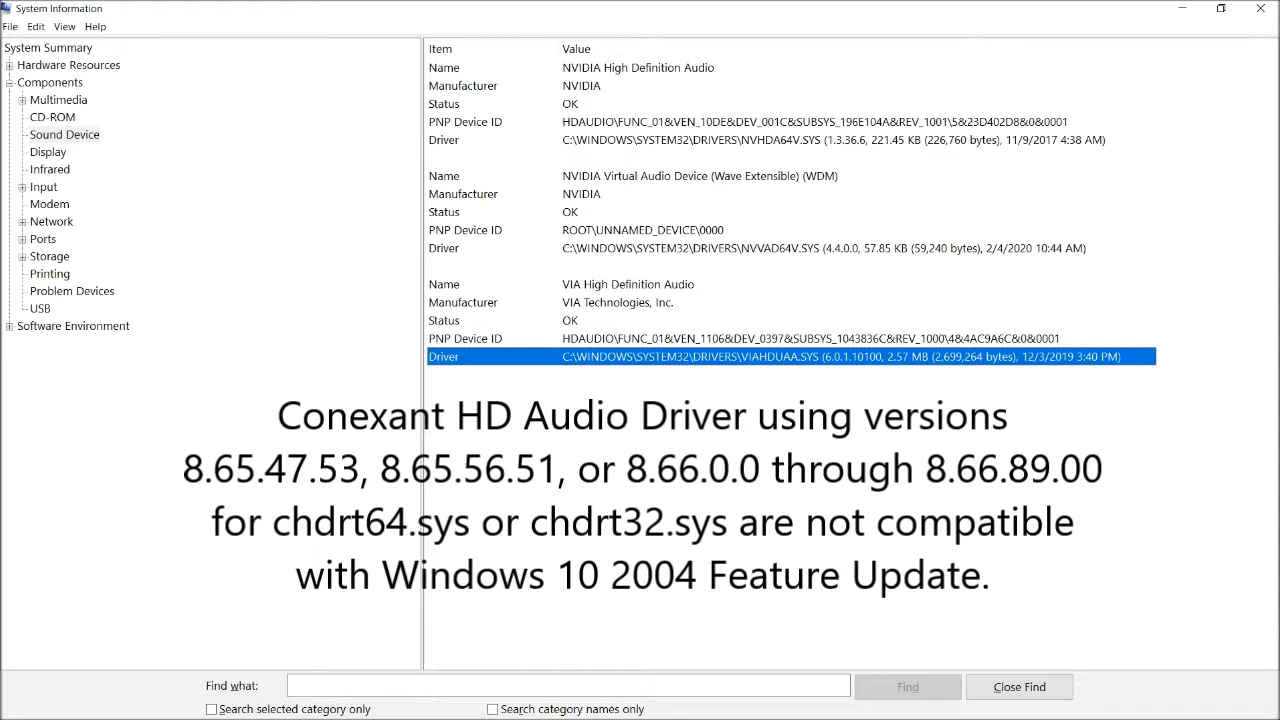 System Information
File Edit View Help
System Summary
Hardware Resources
Components
Multimedia
CD-ROM
Sound Device
Display
Infrared
Input
Modem
Network
Ports
Storage
Printing
Problem Devices
USB
Software Environment
Item Value
Name NVIDIA High Definition Audio
Manufacturer NVIDIA
Status OK
PNP Device ID HDAUDIO\FUNC_01&VEN_10DE&DEV_001C&SUBSYS_196E104A&REV_1001\5&23D402D8&0&0001
Driver C:\WINDOWS\SYSTEM32\DRIVERS\NVHDA64V.SYS (1.3.36.6, 221.45 KB (226,760 bytes), 11/9/2017 4:38 AM)
Name NVIDIA Virtual Audio Device (Wave Extensible) (WDM)
Manufacturer NVIDIA
Status OK
PNP Device ID ROOT\UNNAMED_DEVICE\0000
Driver C:\WINDOWS\SYSTEM32\DRIVERS\NVVAD64V.SYS (4.4.0.0, 57.85 KB (59,240 bytes), 2/4/2020 10:44 AM)
Name VIA High Definition Audio
Manufacturer VIA Technologies, Inc.
Status OK
PNP Device ID HDAUDIO\FUNC_01&VEN_1106&DEV_0397&SUBSYS_1043836C&REV_1000\4&4AC9A6C&0&0001
Driver C:\WINDOWS\SYSTEM32\DRIVERS\VIAHDUAA.SYS (6.0.1.10100, 2.57 MB (2,699,264 bytes), 12/3/2019 3:40 PM)
Conexant HD Audio Driver using versions
8.65.47.53, 8.65.56.51, or 8.66.0.0 through 8.66.89.00
for chdrt64.sys or chdrt32.sys are not compatible
with Windows 10 2004 Feature Update.
Find what: Find Close Find
Search selected category only Search category names only